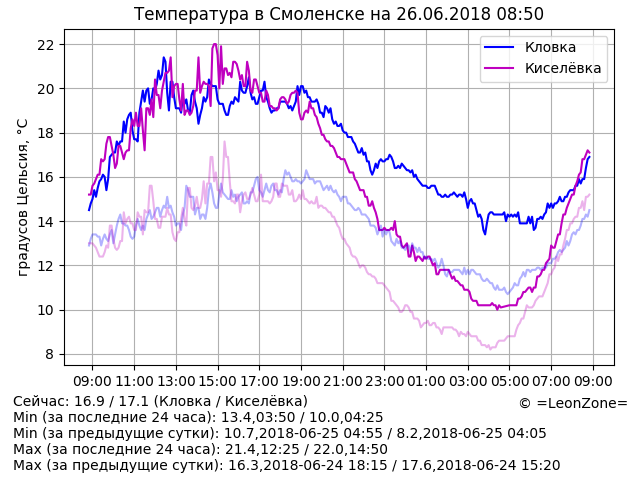 Температура в Смоленске на 26.06.2018 08:50
Кловка
Киселёвка
градусов Цельсия, °C
22
20
18
16
14
12
10
8
09:00 11:00 13:00 15:00 17:00 19:00 21:00 23:00 01:00 03:00 05:00 07:00 09:00
Сейчас: 16.9 / 17.1 (Кловка / Киселёвка)
© =LeonZone=
Min (за последние 24 часа): 13.4,03:50 / 10.0,04:25
Min (за предыдущие сутки): 10.7,2018-06-25 04:55 / 8.2,2018-06-25 04:05
Max (за последние 24 часа): 21.4,12:25 / 22.0,14:50
Max (за предыдущие сутки): 16.3,2018-06-24 18:15 / 17.6,2018-06-24 15:20